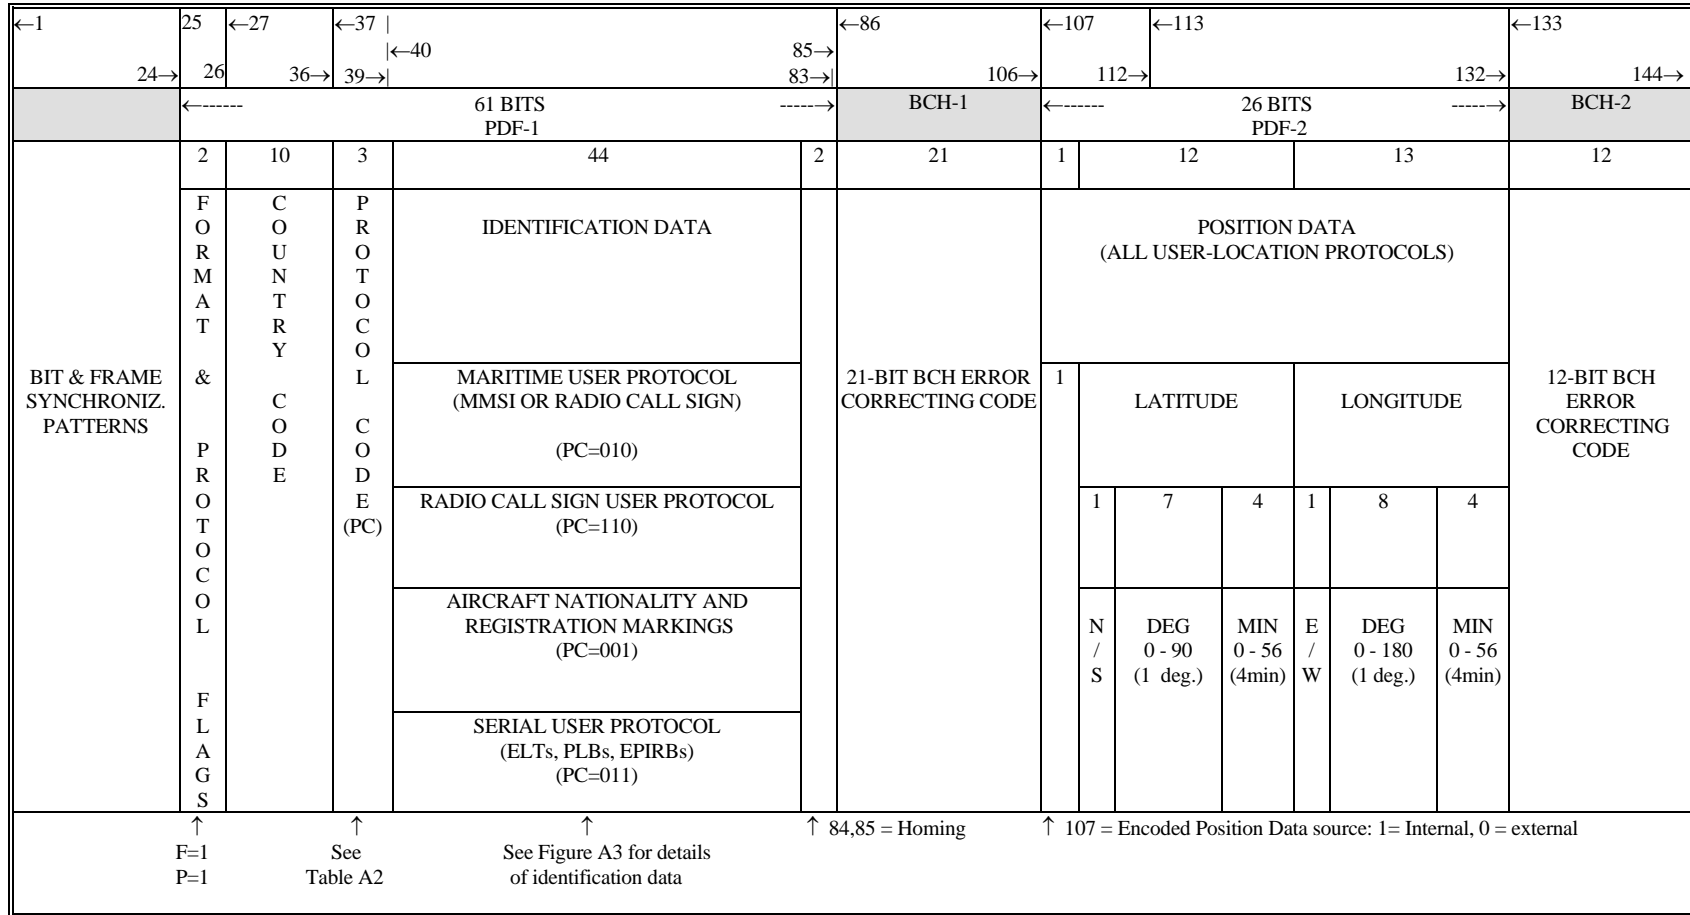 ←1 25 ←27 ←37 | ←86 ←107 ←113 ←133
|←40 85→
24→ 26 36→ 39→| 83→| 106→ 112→ 132→ 144→
←------ 61 BITS -----→ BCH-1 ←------ 26 BITS -----→ BCH-2
PDF-1 PDF-2
2 10 3 44 2 21 1 12 13 12
BIT & FRAME
SYNCHRONIZ.
PATTERNS
FORMAT & PROTOCOL FLAGS
COUNTRY CODE
PROTOCOL CODE
(PC)
IDENTIFICATION DATA
MARITIME USER PROTOCOL
(MMSI OR RADIO CALL SIGN)
(PC=010)
RADIO CALL SIGN USER PROTOCOL
(PC=110)
AIRCRAFT NATIONALITY AND
REGISTRATION MARKINGS
(PC=001)
SERIAL USER PROTOCOL
(ELTs, PLBs, EPIRBs)
(PC=011)
21-BIT BCH ERROR
CORRECTING CODE
POSITION DATA
(ALL USER-LOCATION PROTOCOLS)
1 LATITUDE LONGITUDE
1 7 4 1 8 4
N/S
DEG
0 - 90
(1 deg.)
MIN
0 - 56
(4min)
E/W
DEG
0 - 180
(1 deg.)
MIN
0 - 56
(4min)
12-BIT BCH
ERROR
CORRECTING
CODE
↑ ↑ ↑ ↑ 84,85 = Homing ↑ 107 = Encoded Position Data source: 1= Internal, 0 = external
F=1 See See Figure A3 for details
P=1 Table A2 of identification data